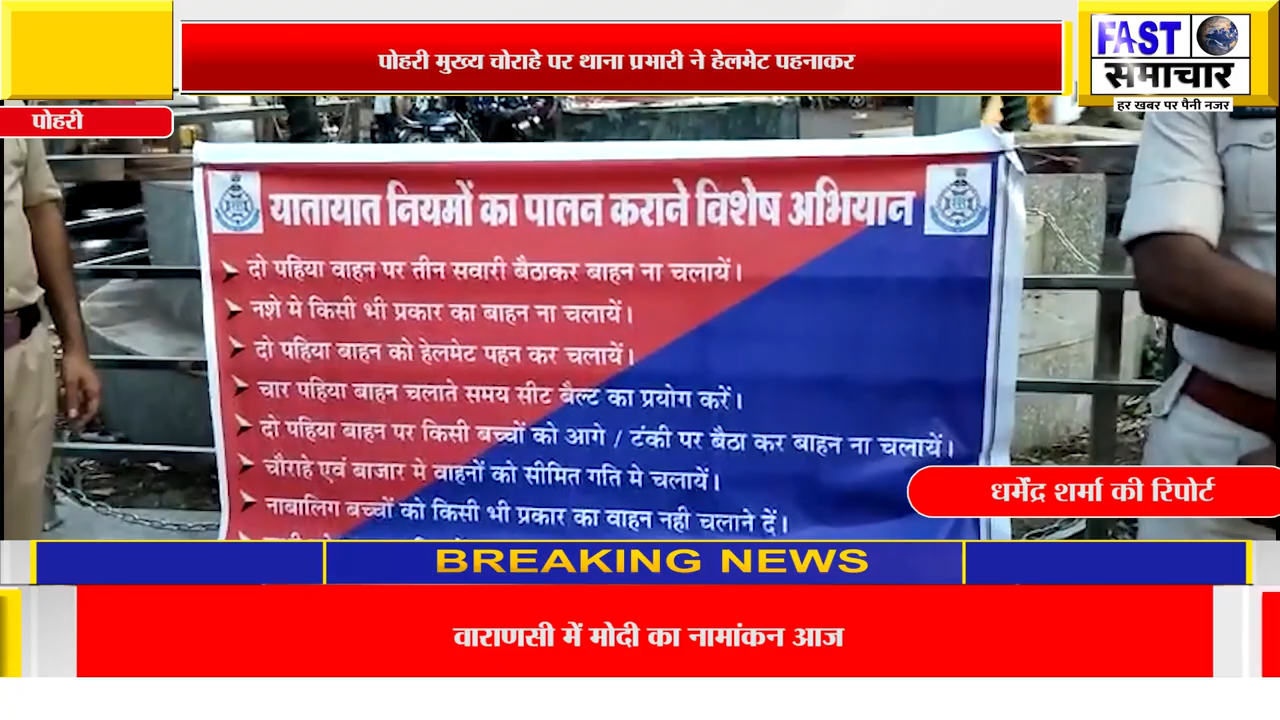 पोहरी मुख्य चोराहे पर थाना प्रभारी ने हेलमेट पहनाकर
FAST
समाचार
हर खबर पर पैनी नजर
पोहरी
यातायात नियमों का पालन कराने विशेष अभियान
दो पहिया वाहन पर तीन सवारी बैठाकर बाहन ना चलायें।
नशे मे किसी भी प्रकार का बाहन ना चलायें।
दो पहिया बाहन को हेलमेट पहन कर चलायें।
चार पहिया बाहन चलाते समय सीट बैल्ट का प्रयोग करें।
दो पहिया बाहन पर किसी बच्चों को आगे / टंकी पर बैठा कर बाहन ना चलायें।
चौराहे एवं बाजार मे वाहनों को सीमित गति मे चलायें।
नाबालिग बच्चों को किसी भी प्रकार का वाहन नही चलाने दें।
धर्मेंद्र शर्मा की रिपोर्ट
BREAKING NEWS
वाराणसी में मोदी का नामांकन आज